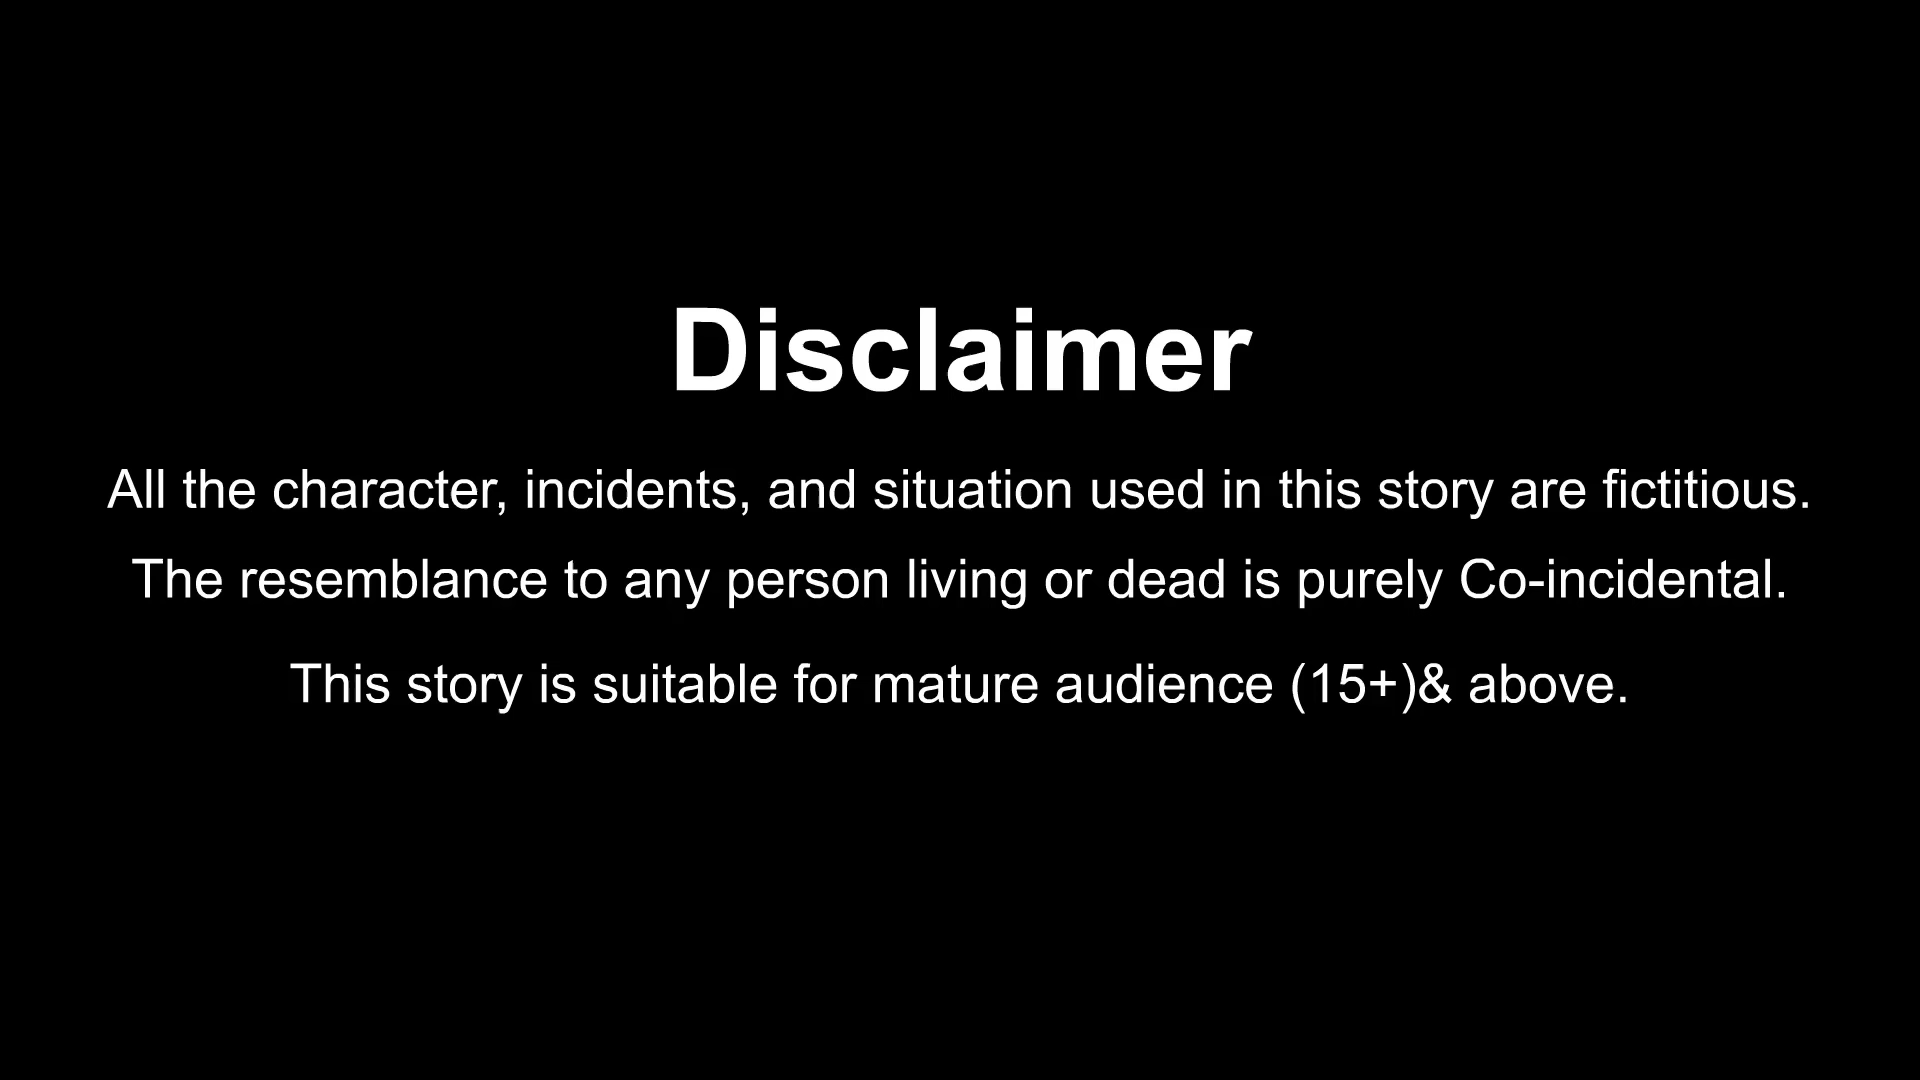 Disclaimer
All the character, incidents, and situation used in this story are fictitious.
The resemblance to any person living or dead is purely Co-incidental.
This story is suitable for mature audience (15+)& above.